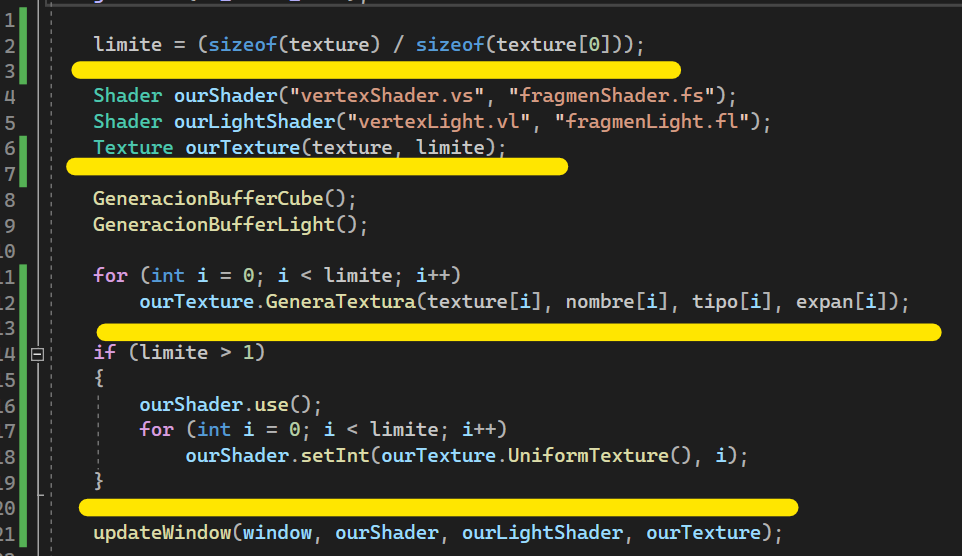 1
2 limite = (sizeof(texture) / sizeof(texture[0]));
3
4 Shader ourShader("vertexShader.vs", "fragmenShader.fs");
5 Shader ourLightShader("vertexLight.vl", "fragmenLight.fl");
6 Texture ourTexture(texture, limite);
7
8 GeneracionBufferCube();
9 GeneracionBufferLight();
10
11 for (int i = 0; i < limite; i++)
12 ourTexture.GeneraTextura(texture[i], nombre[i], tipo[i], expan[i]);
13
14 if (limite > 1)
15 {
16 ourShader.use();
17 for (int i = 0; i < limite; i++)
18 ourShader.setInt(ourTexture.UniformTexture(), i);
19 }
20
21 updateWindow(window, ourShader, ourLightShader, ourTexture);